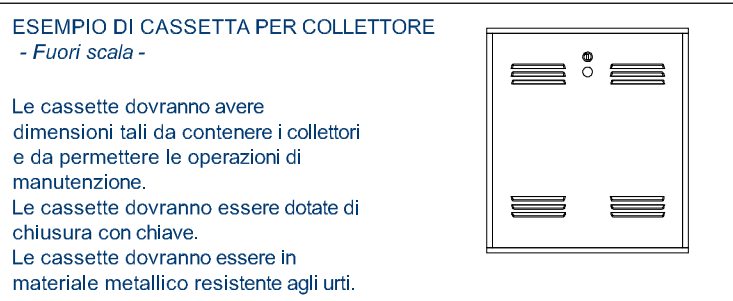 ESEMPIO DI CASSETTA PER COLLETTORE
- Fuori scala -
Le cassette dovranno avere
dimensioni tali da contenere i collettori
e da permettere le operazioni di
manutenzione.
Le cassette dovranno essere dotate di
chiusura con chiave.
Le cassette dovranno essere in
materiale metallico resistente agli urti.